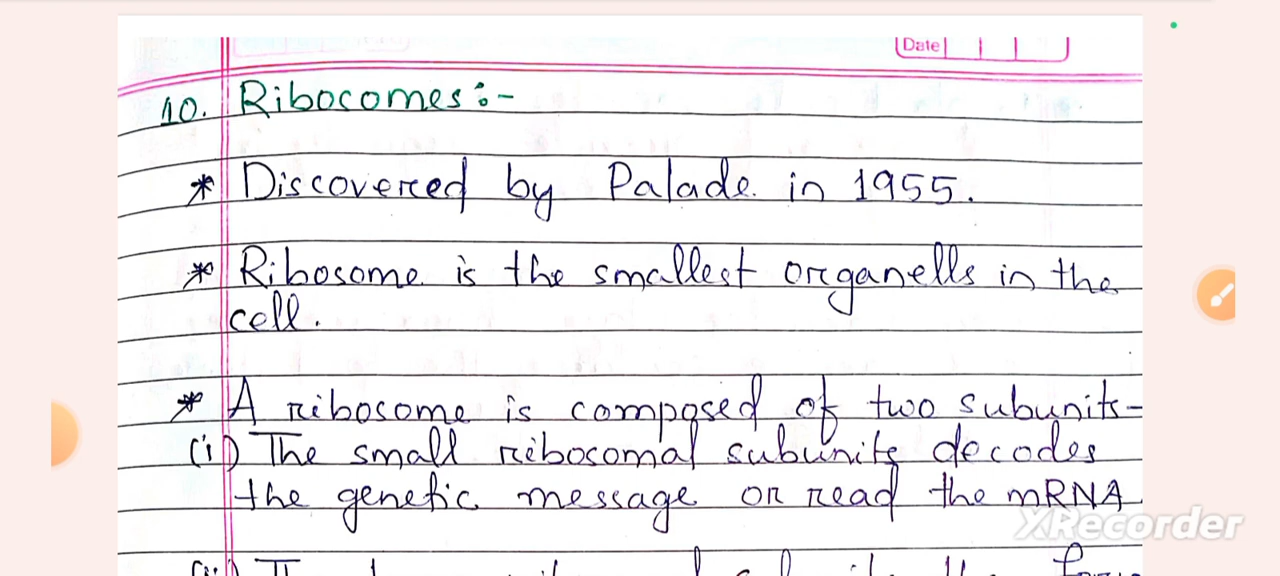 Date
10. Ribocomes :-
* Discovered by Palade in 1955.
* Ribosome is the smallest organells in the
cell.
* A ribosome is composed of two subunits-
(i) The small ribosomal subunits decodes
the genetic message or read the mRNA
XRecorder